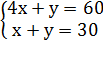 4x + y = 60
x + y = 30